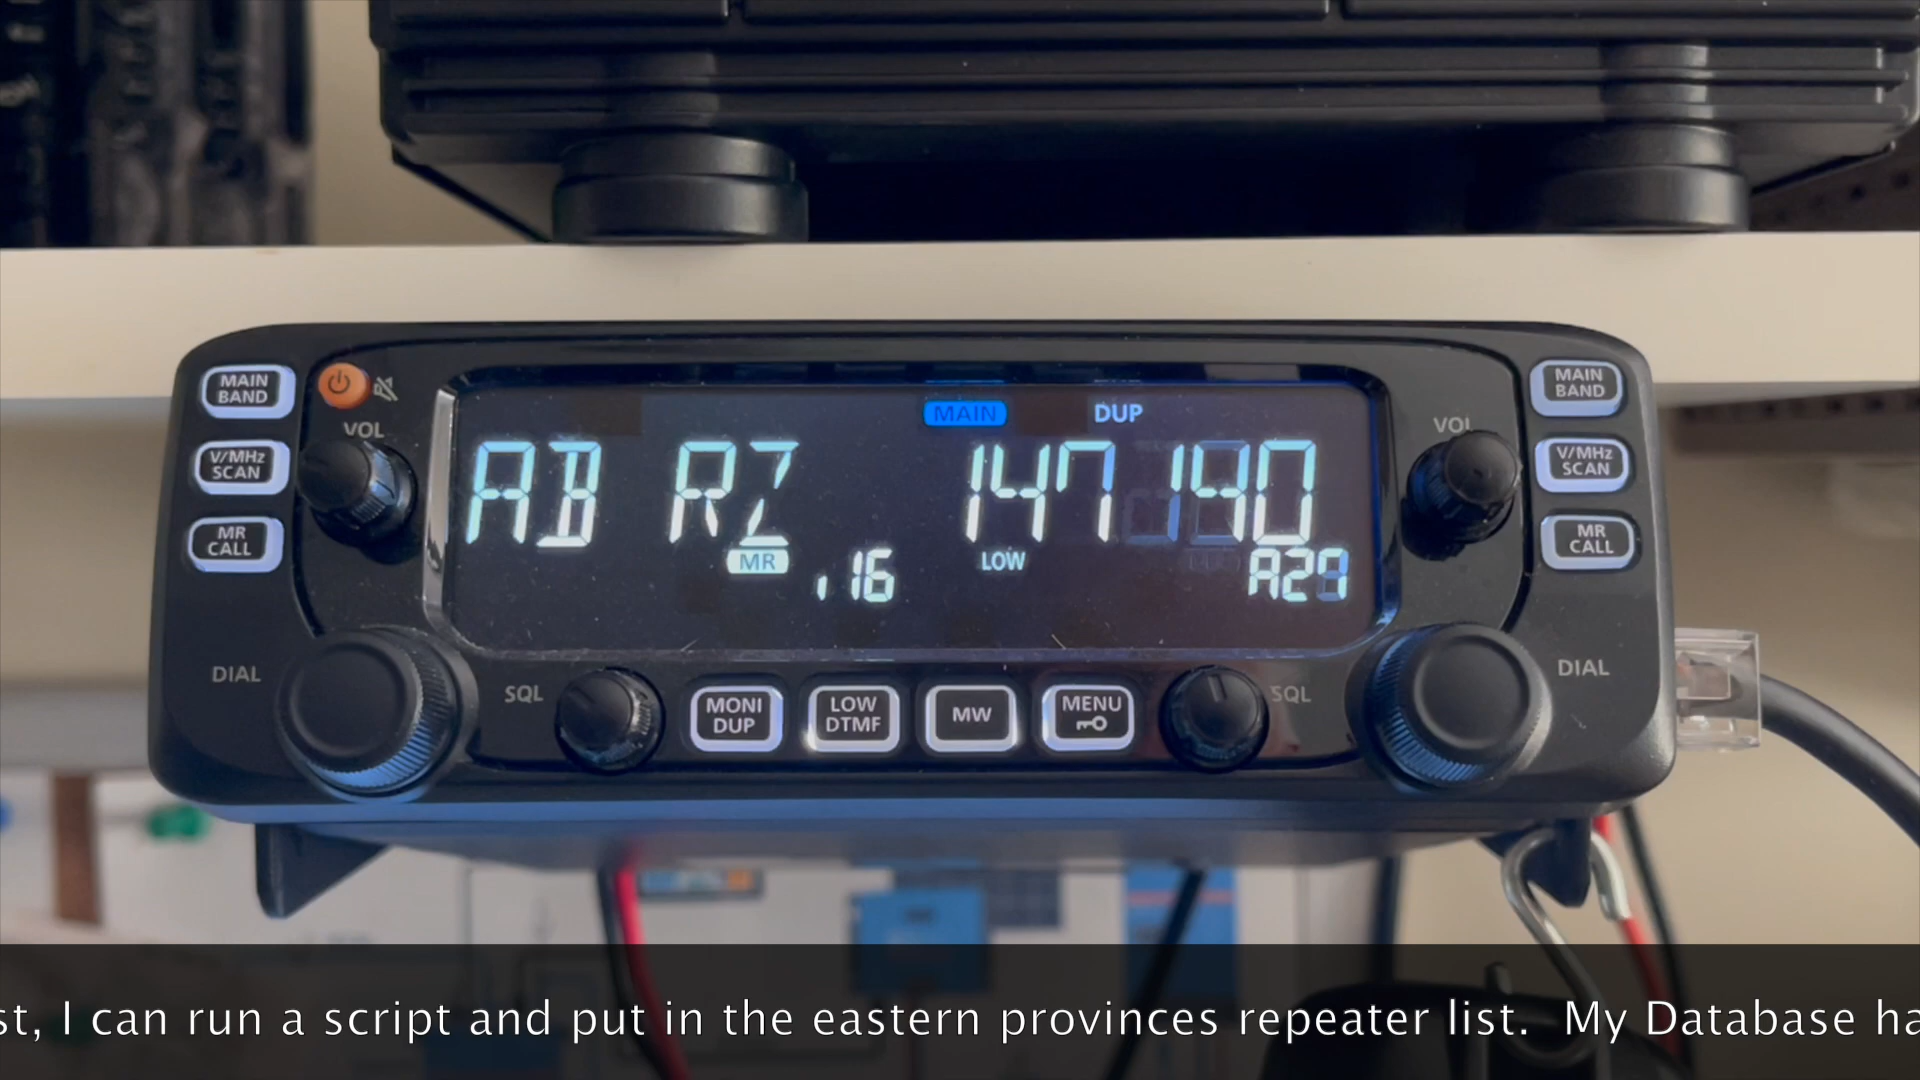 MAIN BAND
VOL
MAIN DUP
VOL
MAIN BAND
V/MHz SCAN
AB RZ
147 190
V/MHz SCAN
MR CALL
MR
16
LOW
MR CALL
DIAL
SQL
MONI DUP
LOW DTMF
MW
MENU
SQL
DIAL
st, I can run a script and put in the eastern provinces repeater list. My Database ha